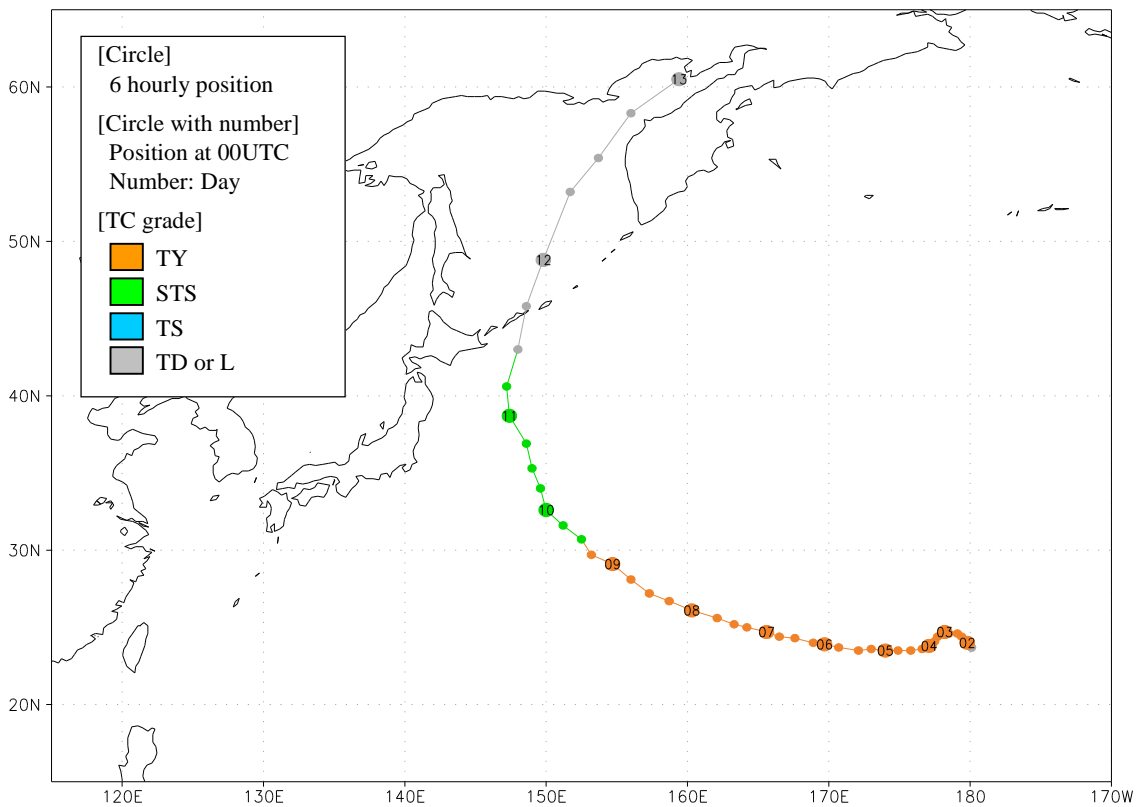 [Circle]
6 hourly position
[Circle with number]
Position at 00UTC
Number: Day
[TC grade]
TY
STS
TS
TD or L
60N
50N
40N
30N
20N
13
12
11
10
09
08
07
06
05
04
03
02
120E
130E
140E
150E
160E
170E
180
170W